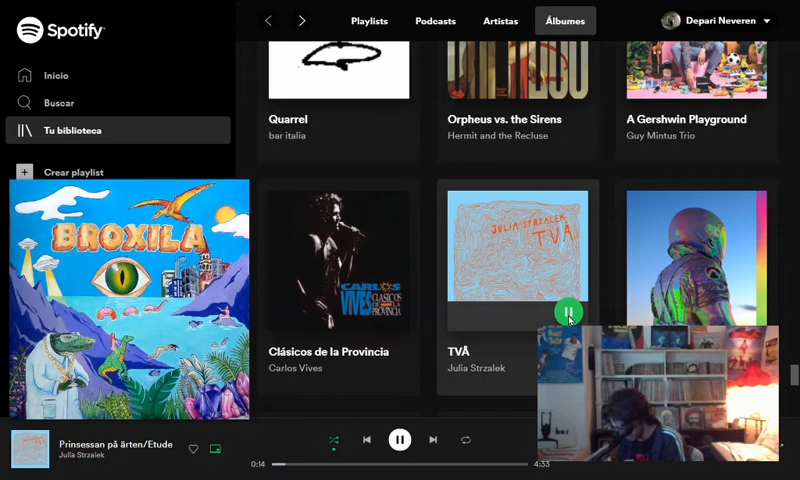 Spotify
Playlists
Podcasts
Artistas
Álbumes
Depari Neveren
Inicio
Buscar
Tu biblioteca
Crear playlist
Quarrel
bar italia
Orpheus vs. the Sirens
Hermit and the Recluse
A Gershwin Playground
Guy Mintus Trio
BROXILA
CARLOS
VIVES
CLASICOS
DE LA
PROVINCIA
JULIA STRZALEK
TVÅ
Clásicos de la Provincia
Carlos Vives
TVÅ
Julia Strzalek
Prinsessan på ärten/Etude
Julia Strzalek
0:14
4:33